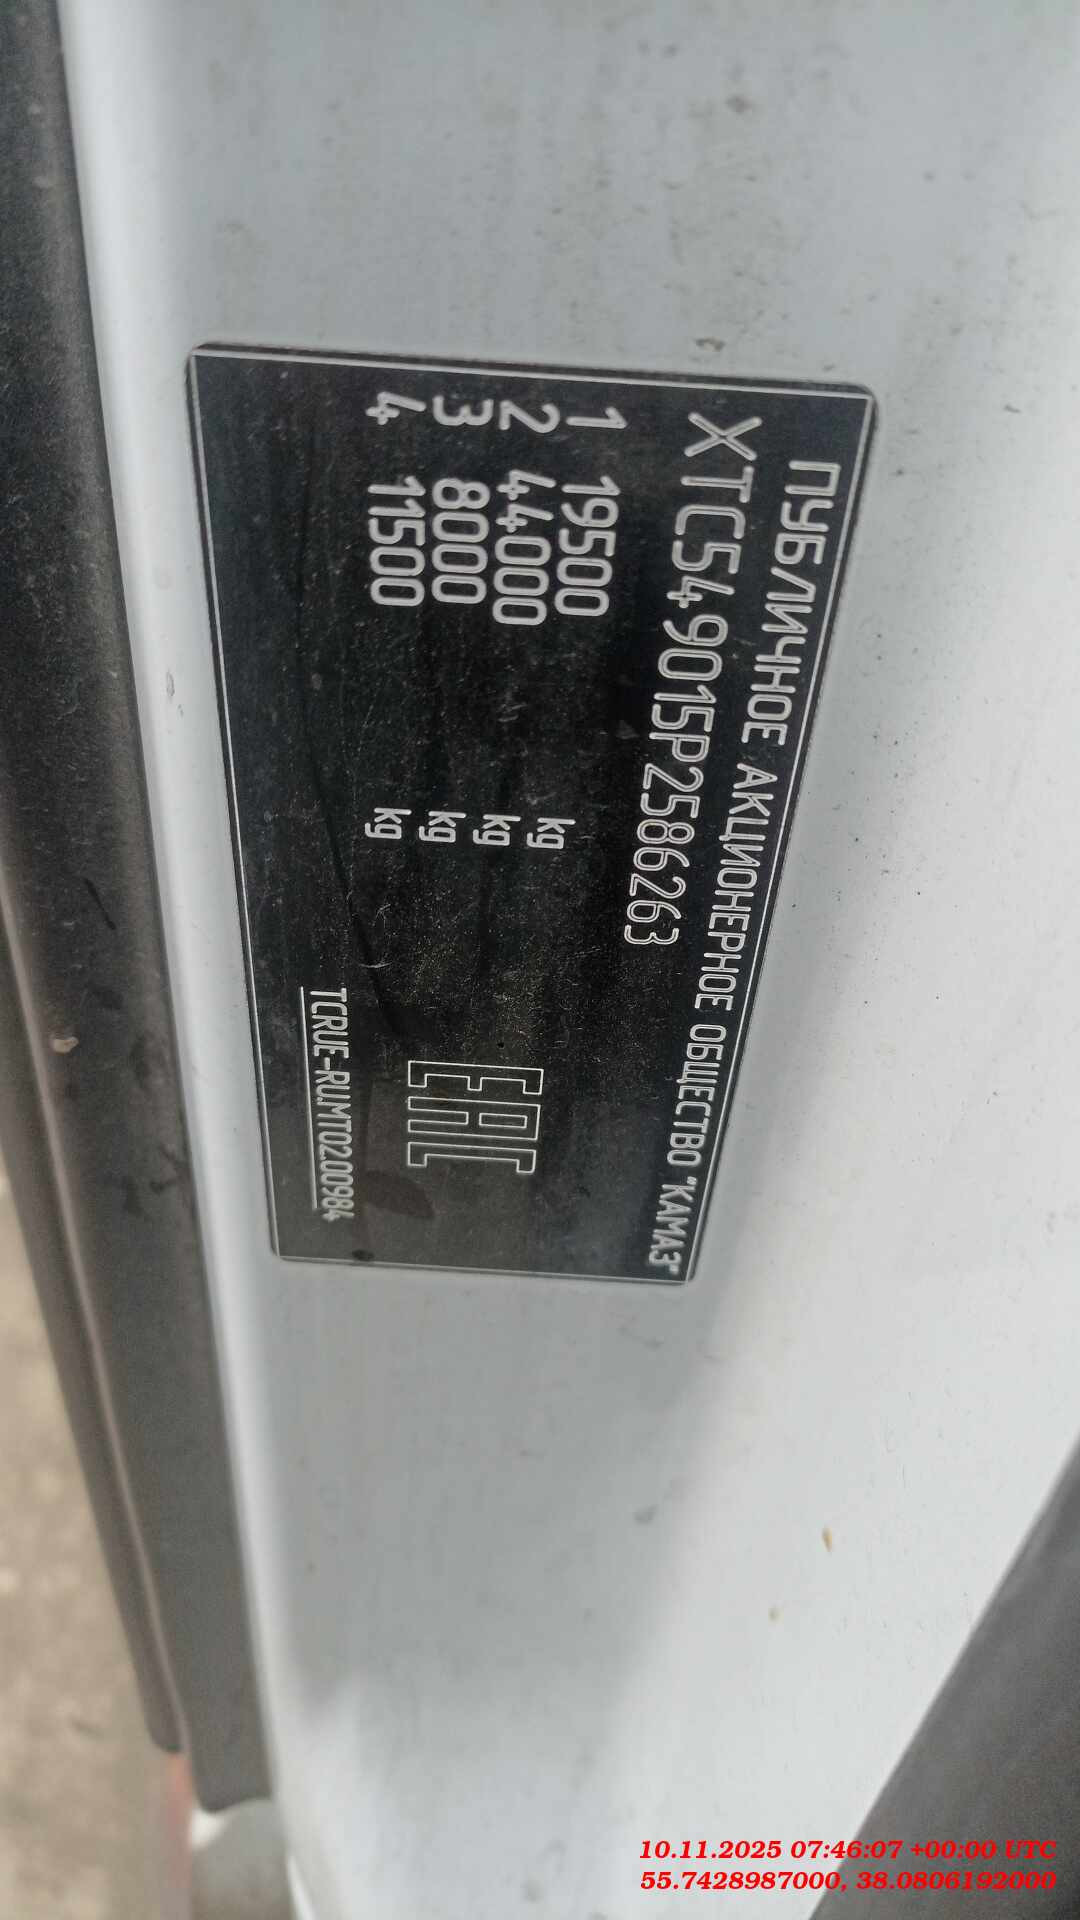 ПУБЛИЧНОЕ АКЦИОНЕРНОЕ ОБЩЕСТВО "КАМАЗ"
XTC549015P2586263
1 19500 kg
2 44000 kg
3 8000 kg
4 11500 kg
EAC
TCRUE-RU.MT02.00984
10.11.2025 07:46:07 +00:00 UTC
55.7428987000, 38.0806192000